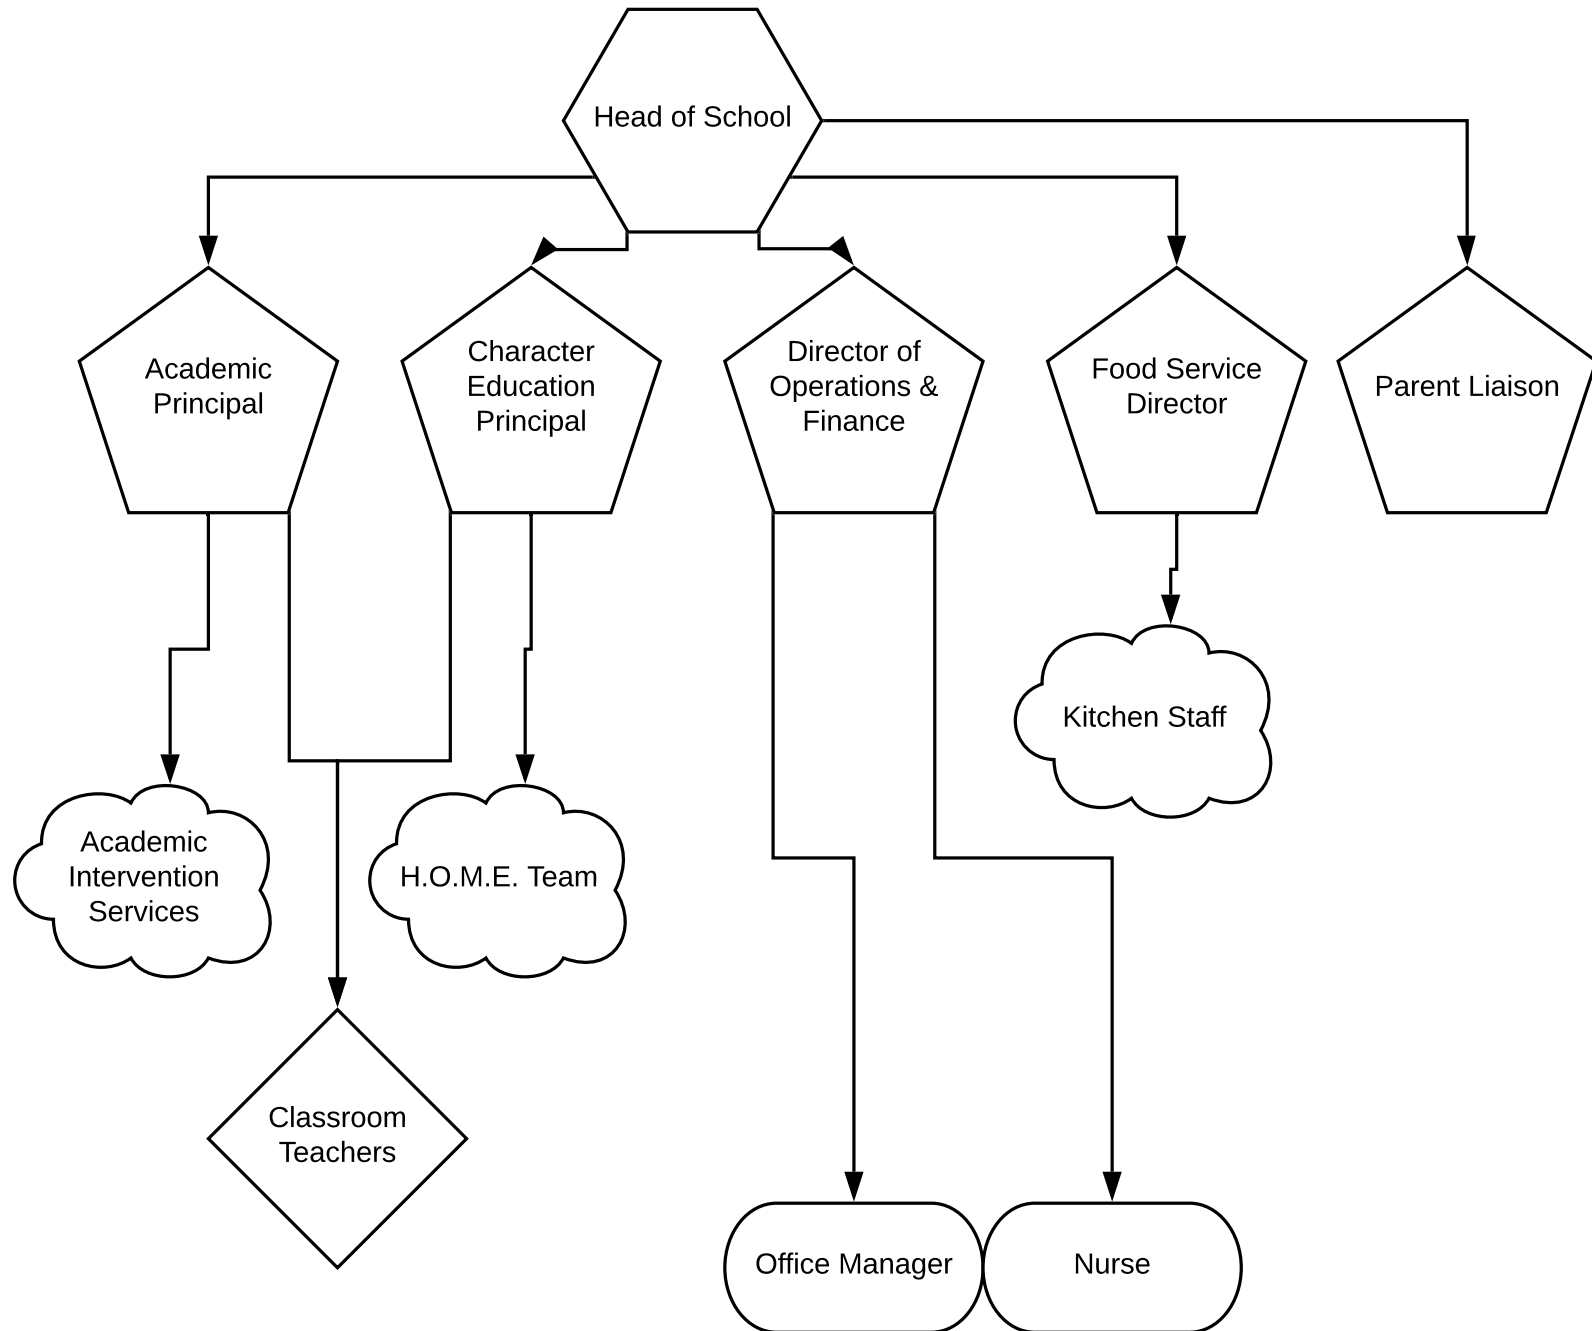 Head of School
Academic
Principal
Character
Education
Principal
Director of
Operations &
Finance
Food Service
Director
Parent Liaison
Kitchen Staff
Academic
Intervention
Services
H.O.M.E. Team
Classroom
Teachers
Office Manager
Nurse